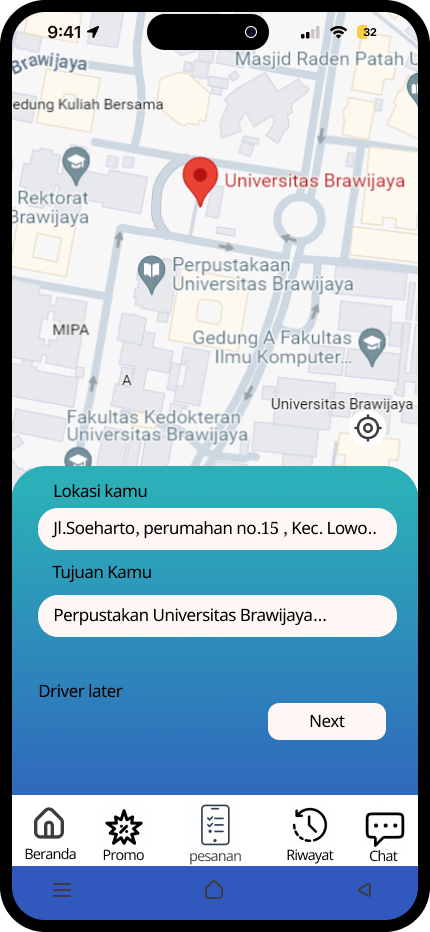 9:41
32
Brawijaya
Masjid Raden Patah U
edung Kuliah Bersama
Universitas Brawijaya
Rektorat
Brawijaya
Perpustakaan
Universitas Brawijaya
MIPA
Gedung A Fakultas
Ilmu Komputer...
A
Universitas Brawijaya
Fakultas Kedokteran
Universitas Brawijaya
Lokasi kamu
Jl.Soeharto, perumahan no.15 , Kec. Lowo..
Tujuan Kamu
Perpustakan Universitas Brawijaya...
Driver later
Next
Beranda
Promo
pesanan
Riwayat
Chat